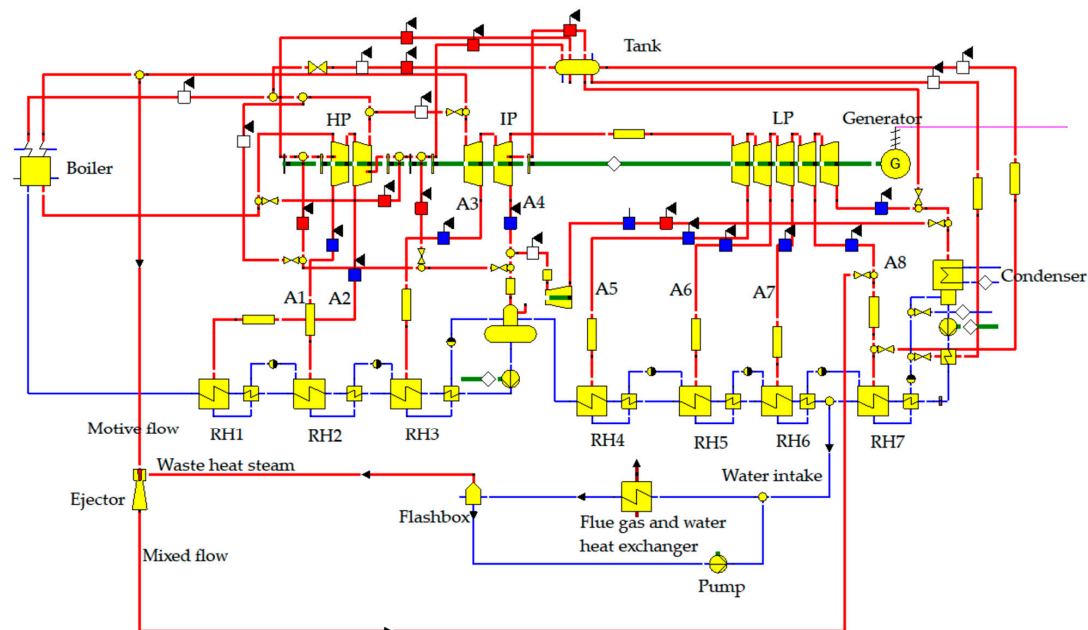 Tank
HP
IP
LP
Generator
G
Boiler
A3
A4
A1
A2
A5
A6
A7
A8
Condenser
RH1
RH2
RH3
RH4
RH5
RH6
RH7
Motive flow
Waste heat steam
Water intake
Ejector
Flashbox
Flue gas and water
heat exchanger
Mixed flow
Pump